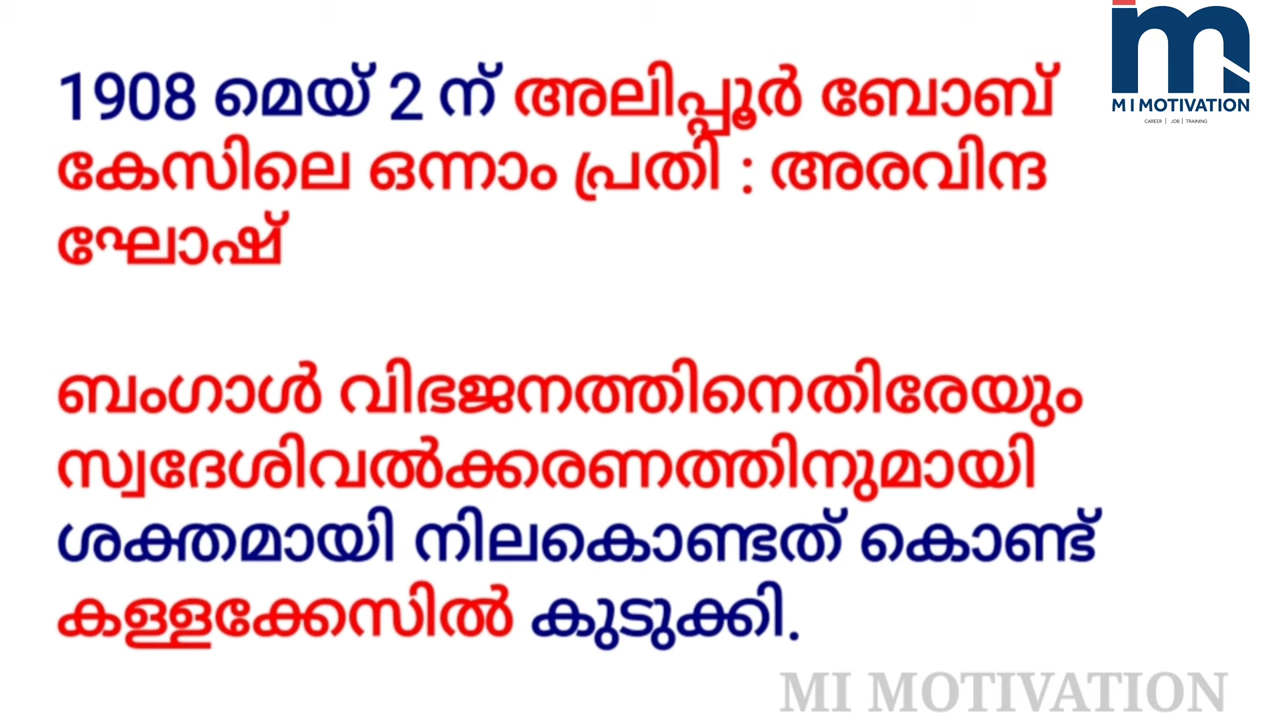 M I MOTIVATION
CAREER | JOB | TRAINING
1908 മെയ് 2 ന് അലിപ്പൂർ ബോബ്
കേസിലെ ഒന്നാം പ്രതി : അരവിന്ദ
ഘോഷ്
ബംഗാൾ വിഭജനത്തിനെതിരേയും
സ്വദേശിവൽക്കരണത്തിനുമായി
ശക്തമായി നിലകൊണ്ടത് കൊണ്ട്
കള്ളക്കേസിൽ കുടുക്കി.
MI MOTIVATION